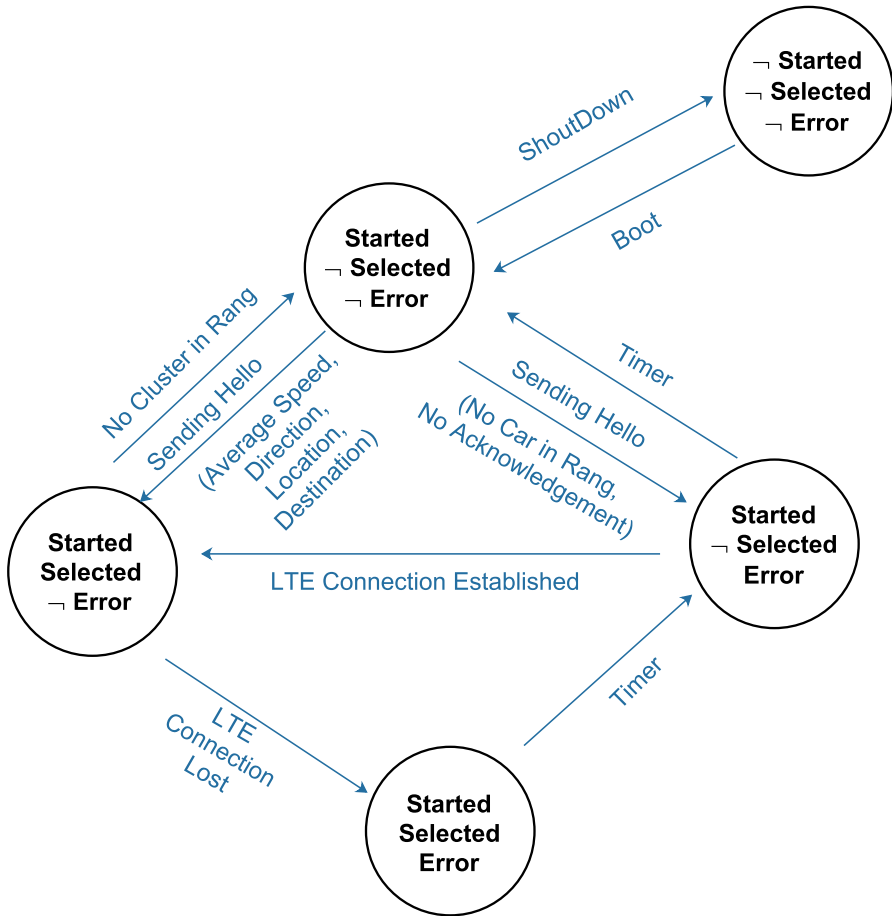 ¬ Started
¬ Selected
¬ Error
ShoutDown
Boot
Started
¬ Selected
¬ Error
No Cluster in Rang
Sending Hello
(Average Speed,
Direction,
Location,
Destination)
Timer
Sending Hello
(No Car in Rang,
No Acknowledgement)
Started
Selected
¬ Error
LTE Connection Established
Started
¬ Selected
Error
LTE
Connection
Lost
Timer
Started
Selected
Error